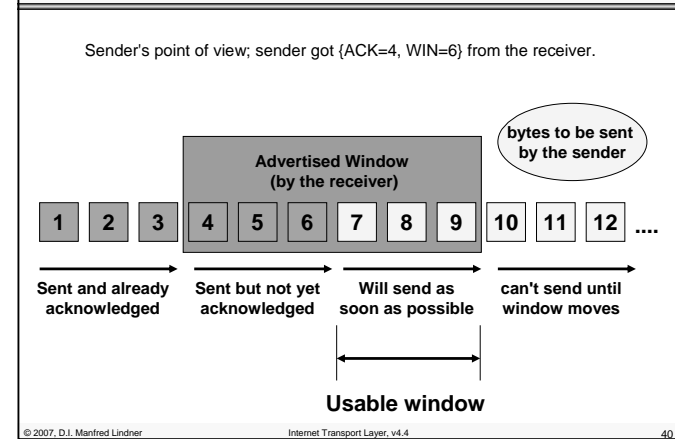 Sender's point of view; sender got {ACK=4, WIN=6} from the receiver.
bytes to be sent
by the sender
Advertised Window
(by the receiver)
1 2 3 4 5 6 7 8 9 10 11 12 ....
Sent and already
acknowledged
Sent but not yet
acknowledged
Will send as
soon as possible
can't send until
window moves
Usable window
© 2007, D.I. Manfred Lindner
Internet Transport Layer, v4.4
40